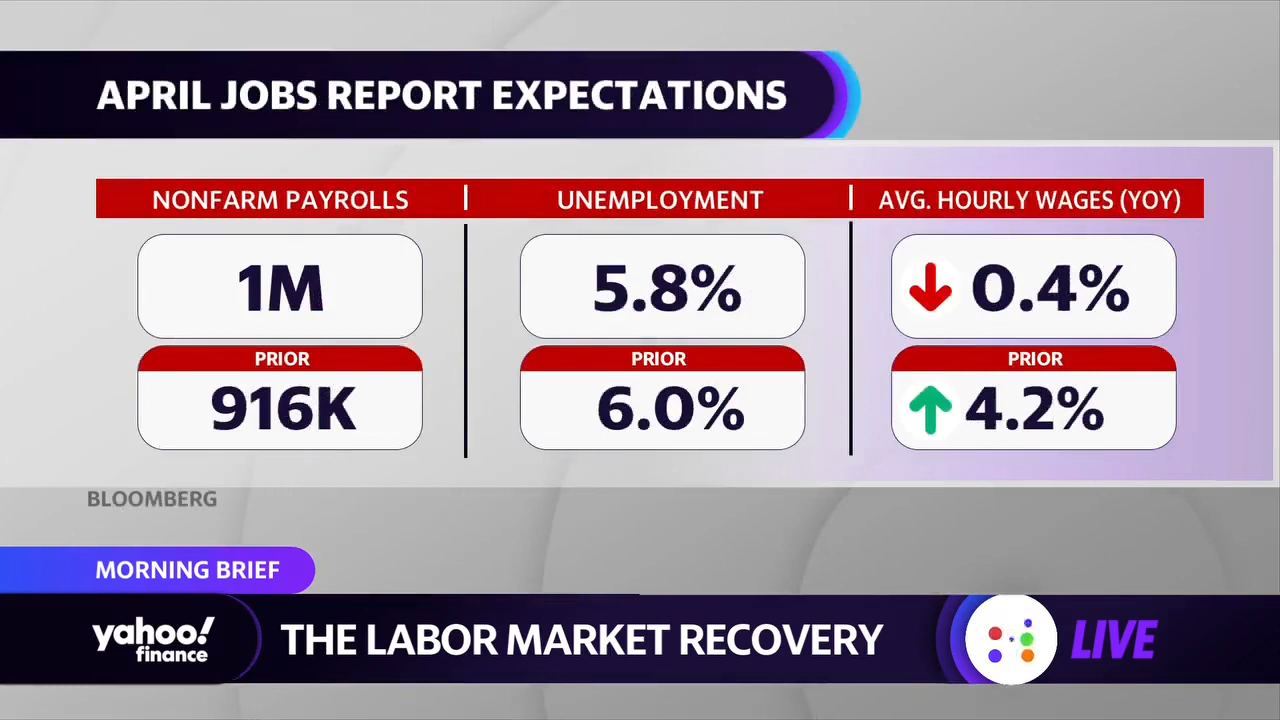 APRIL JOBS REPORT EXPECTATIONS
NONFARM PAYROLLS
UNEMPLOYMENT
AVG. HOURLY WAGES (YOY)
1M
5.8%
0.4%
PRIOR
PRIOR
PRIOR
916K
6.0%
4.2%
BLOOMBERG
MORNING BRIEF
yahoo!
finance
THE LABOR MARKET RECOVERY
LIVE